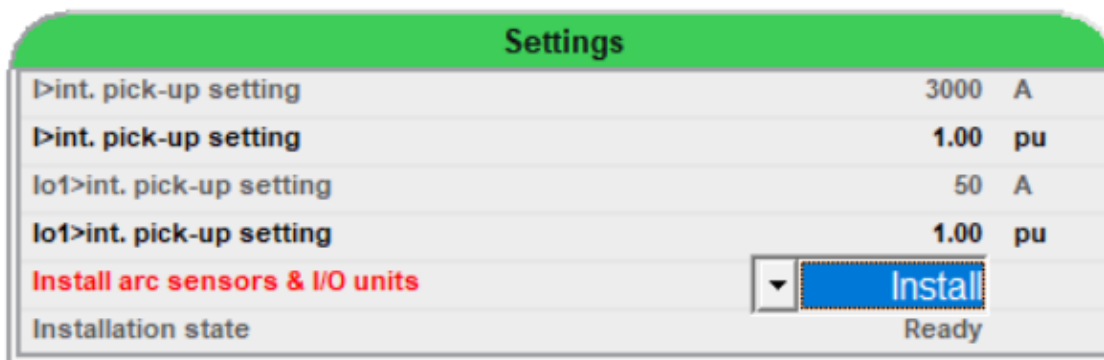 Settings
I>int. pick-up setting 3000 A
I>int. pick-up setting 1.00 pu
Io1>int. pick-up setting 50 A
Io1>int. pick-up setting 1.00 pu
Install arc sensors & I/O units Install
Installation state Ready